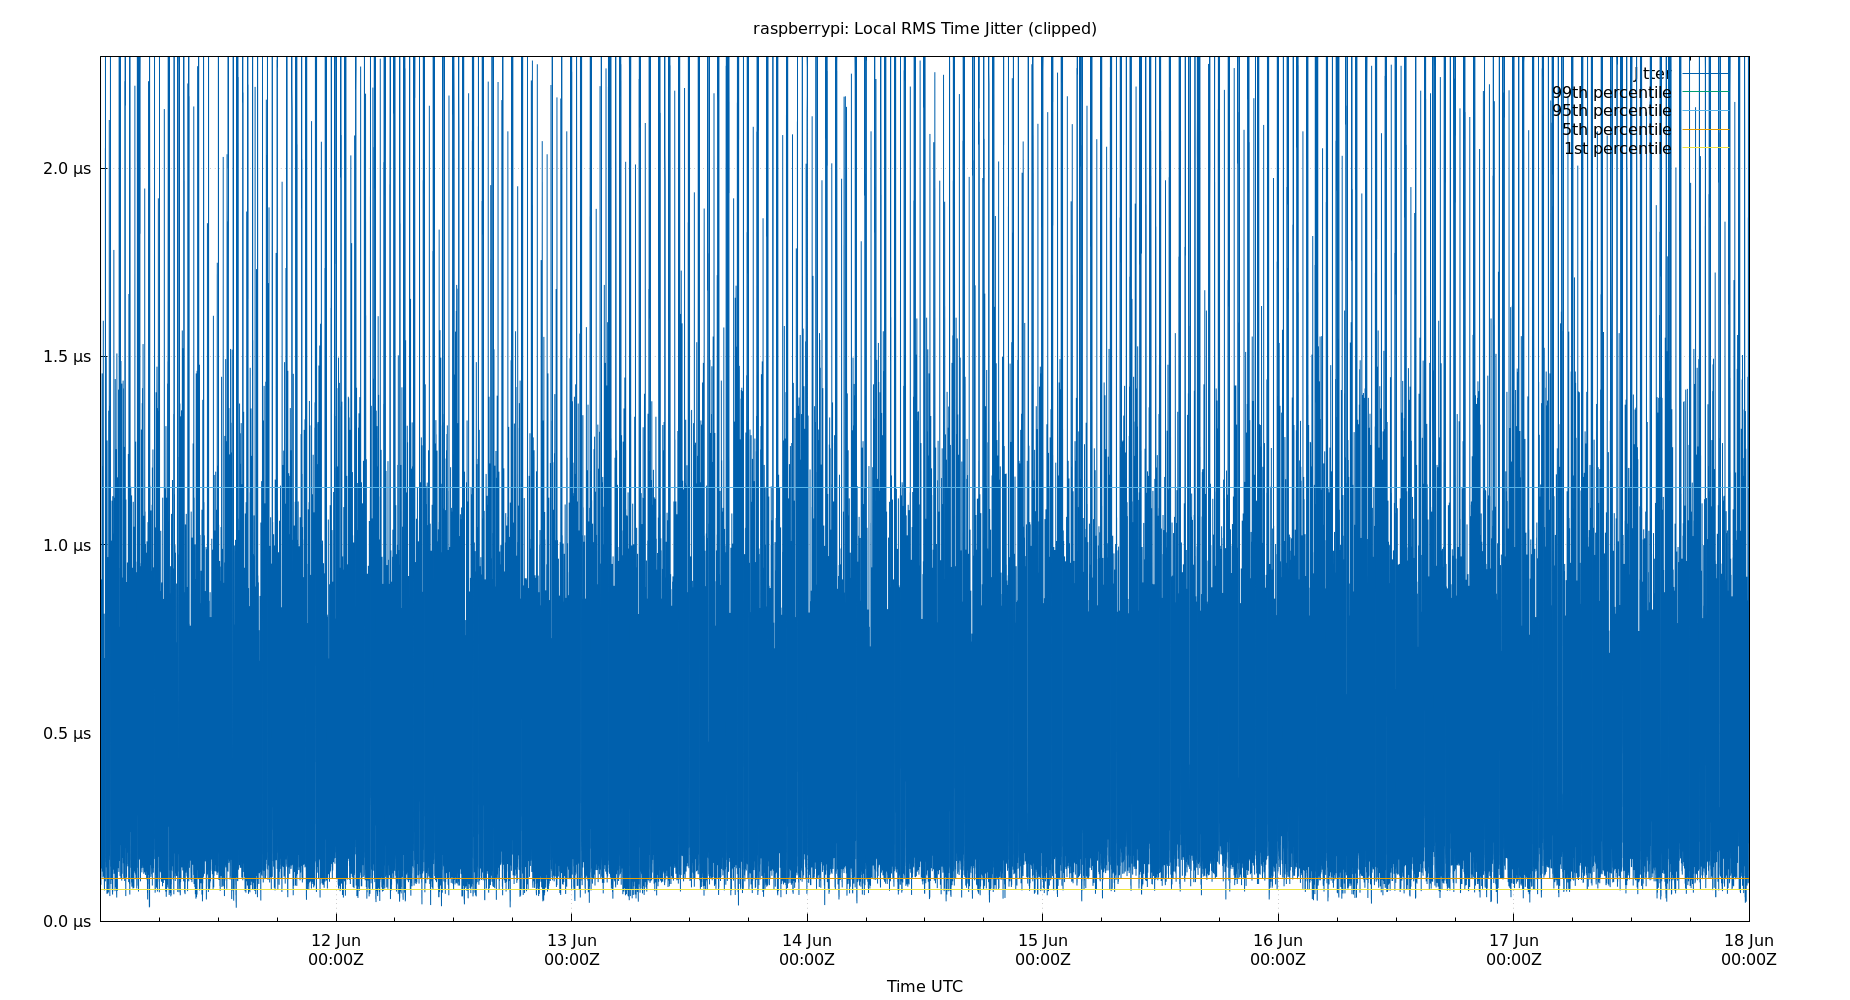 raspberrypi: Local RMS Time Jitter (clipped)
jitter
99th percentile
95th percentile
5th percentile
1st percentile
2.0 μs
1.5 μs
1.0 μs
0.5 μs
0.0 μs
12 Jun 13 Jun 14 Jun 15 Jun 16 Jun 17 Jun 18 Jun
00:00Z 00:00Z 00:00Z 00:00Z 00:00Z 00:00Z 00:00Z
Time UTC